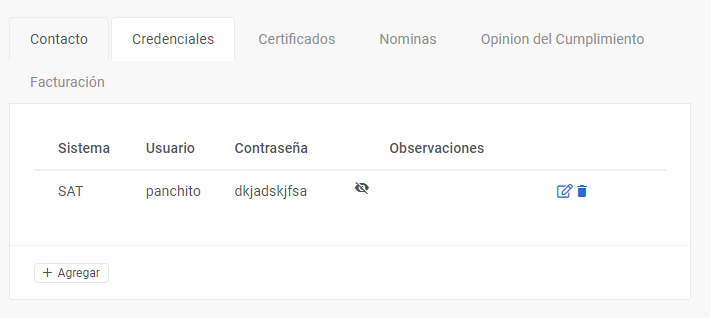 Contacto Credenciales Certificados Nominas Opinion del Cumplimiento
Facturación
Sistema Usuario Contraseña Observaciones
SAT panchito dkjadskjfsa
+ Agregar